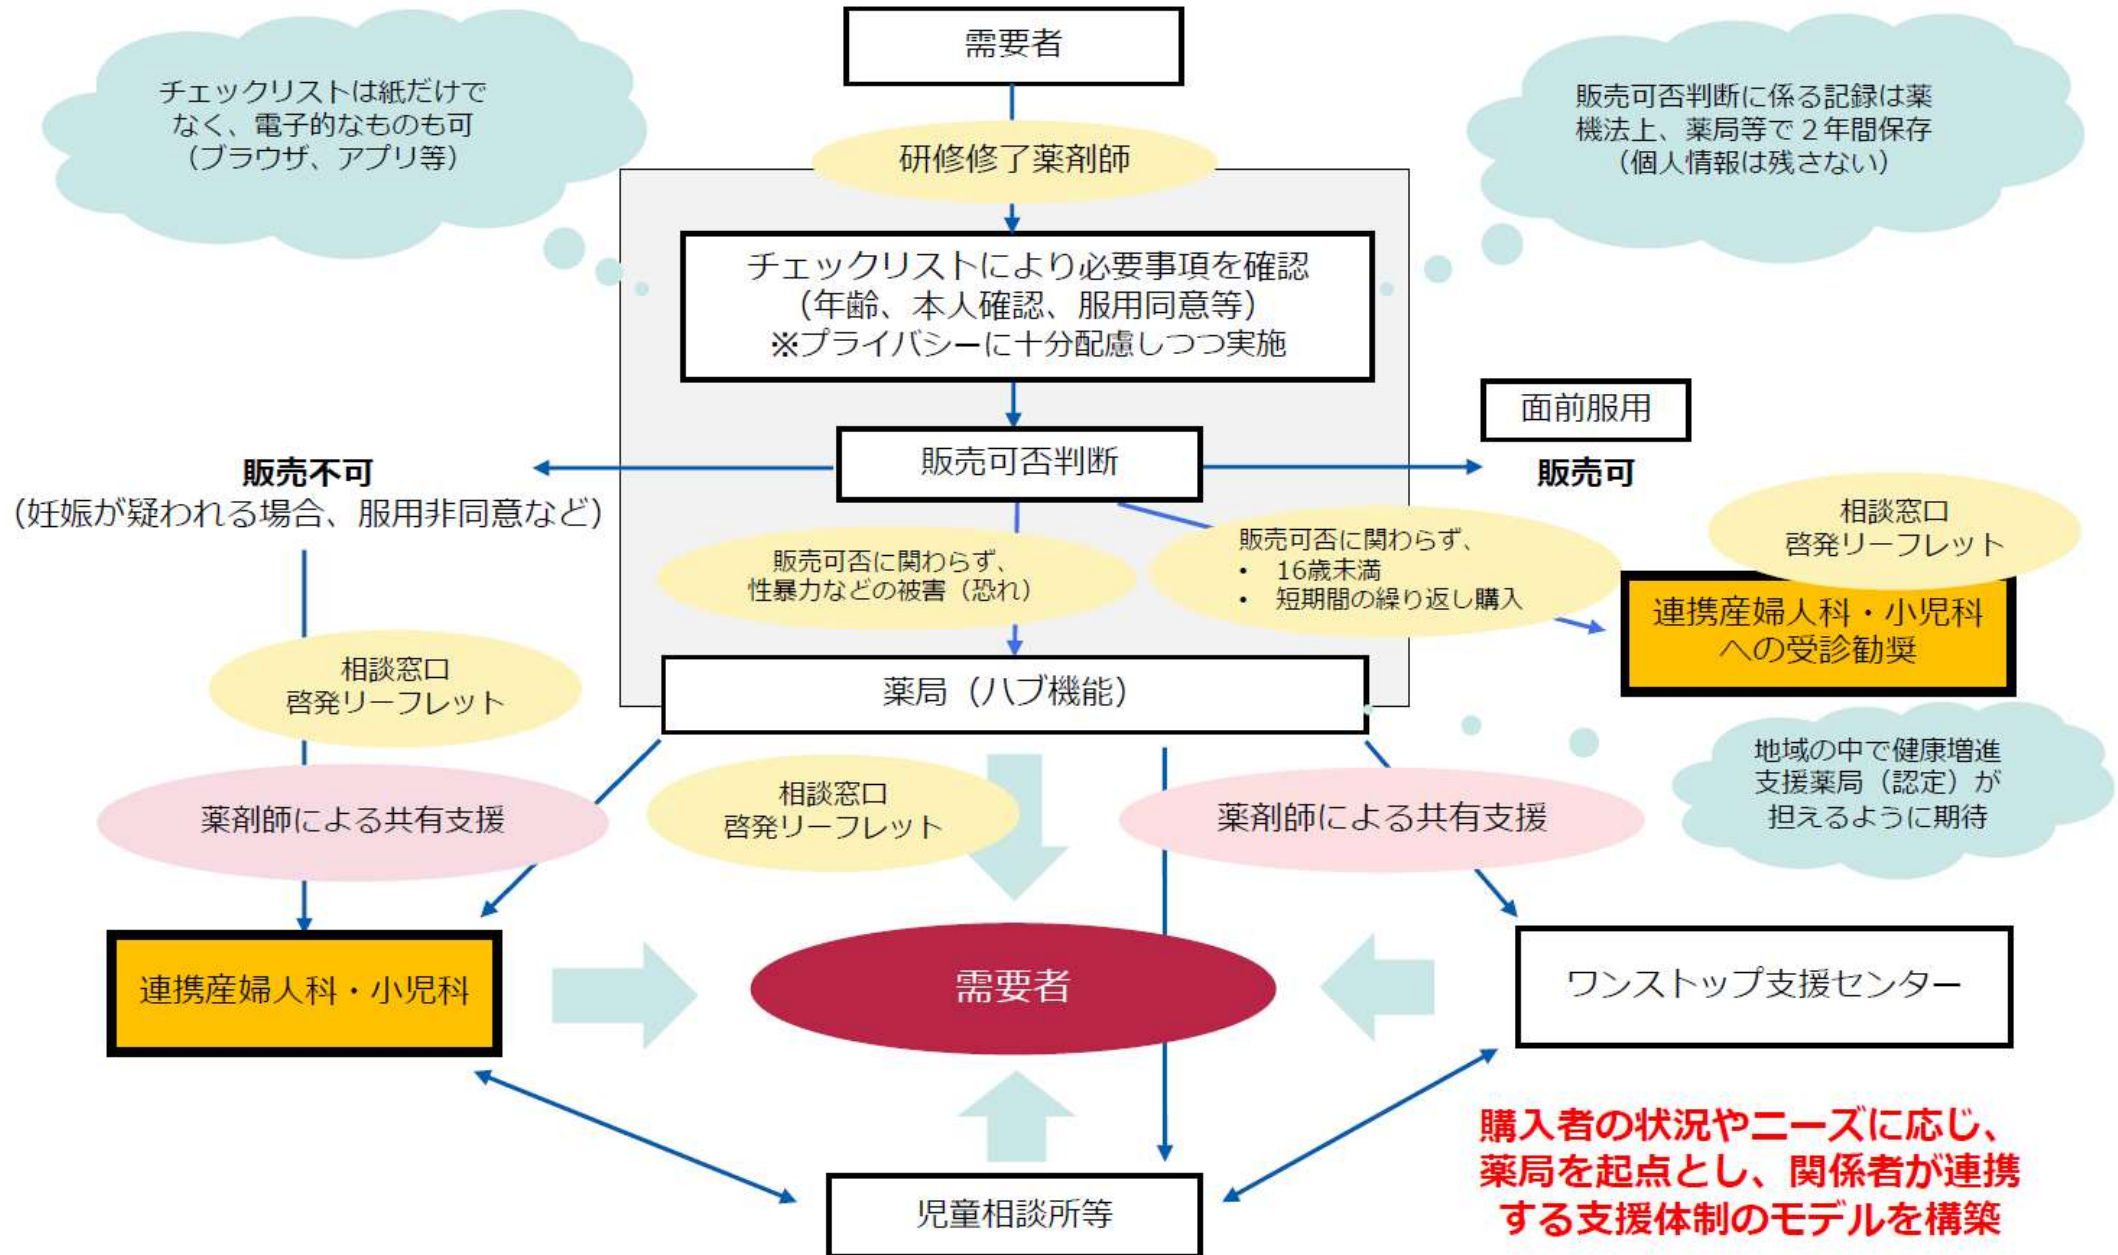 需要者
チェックリストは紙だけで
なく、電子的なものも可
（ブラウザ、アプリ等）
販売可否判断に係る記録は薬
機法上、薬局等で２年間保存
（個人情報は残さない）
研修修了薬剤師
チェックリストにより必要事項を確認
（年齢、本人確認、服用同意等）
※プライバシーに十分配慮しつつ実施
面前服用
販売可否判断
販売不可
（妊娠が疑われる場合、服用非同意など）
販売可
相談窓口
啓発リーフレット
販売可否に関わらず、
性暴力などの被害（恐れ）
販売可否に関わらず、
• 16歳未満
• 短期間の繰り返し購入
連携産婦人科・小児科
への受診勧奨
相談窓口
啓発リーフレット
薬局（ハブ機能）
地域の中で健康増進
支援薬局（認定）が
担えるように期待
相談窓口
啓発リーフレット
薬剤師による共有支援
薬剤師による共有支援
連携産婦人科・小児科
需要者
ワンストップ支援センター
児童相談所等
購入者の状況やニーズに応じ、
薬局を起点とし、関係者が連携
する支援体制のモデルを構築